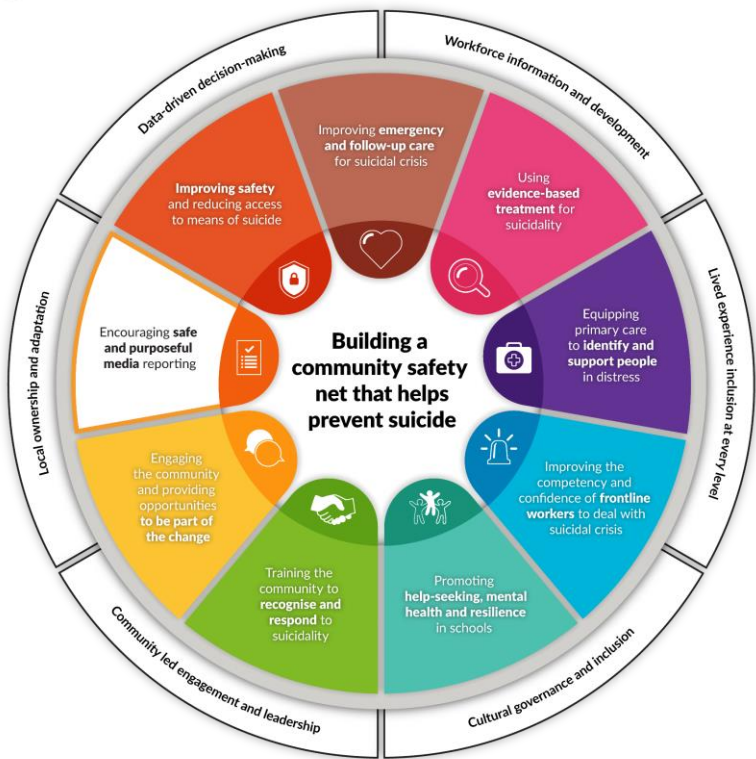 Data-driven decision-making
Workforce information and development
Lived experience inclusion at every level
Cultural governance and inclusion
Community led engagement and leadership
Local ownership and adaptation
Improving emergency
and follow-up care
for suicidal crisis
Using
evidence-based
treatment for
suicidality
Equipping
primary care
to identify and
support people
in distress
Improving the
competency and
confidence of frontline
workers to deal with
suicidal crisis
Promoting
help-seeking, mental
health and resilience
in schools
Training the
community to
recognise and
respond to
suicidality
Engaging
the community
and providing
opportunities
to be part of
the change
Encouraging safe
and purposeful
media reporting
Improving safety
and reducing access
to means of suicide
Building a
community safety
net that helps
prevent suicide